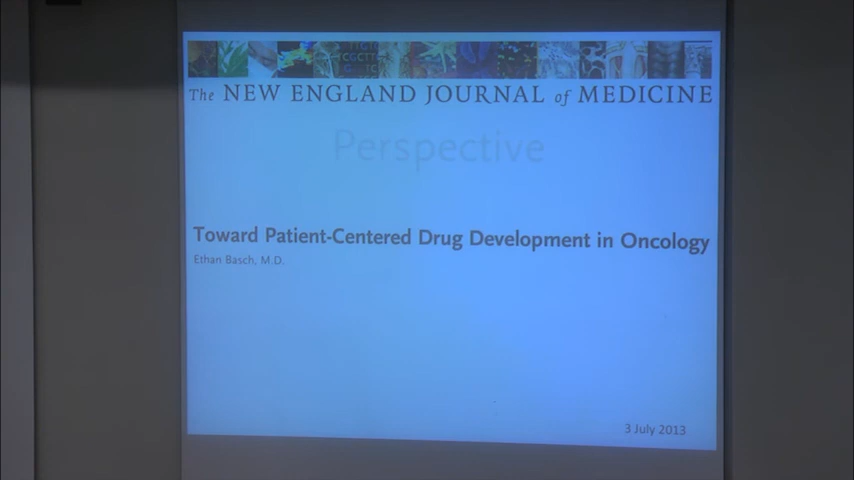 The NEW ENGLAND JOURNAL of MEDICINE
Perspective
Toward Patient-Centered Drug Development in Oncology
Ethan Basch, M.D.
3 July 2013